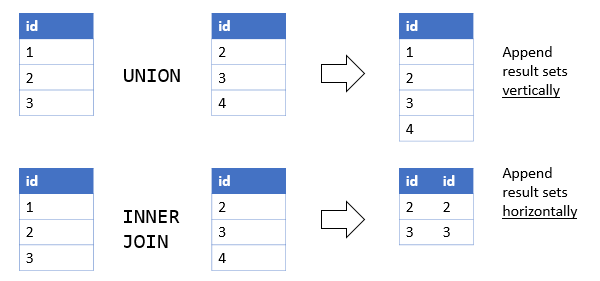 id
1
2
3
UNION
id
2
3
4
id
1
2
3
4
Append
result sets
vertically
id
1
2
3
INNER
JOIN
id
2
3
4
id id
2 2
3 3
Append
result sets
horizontally